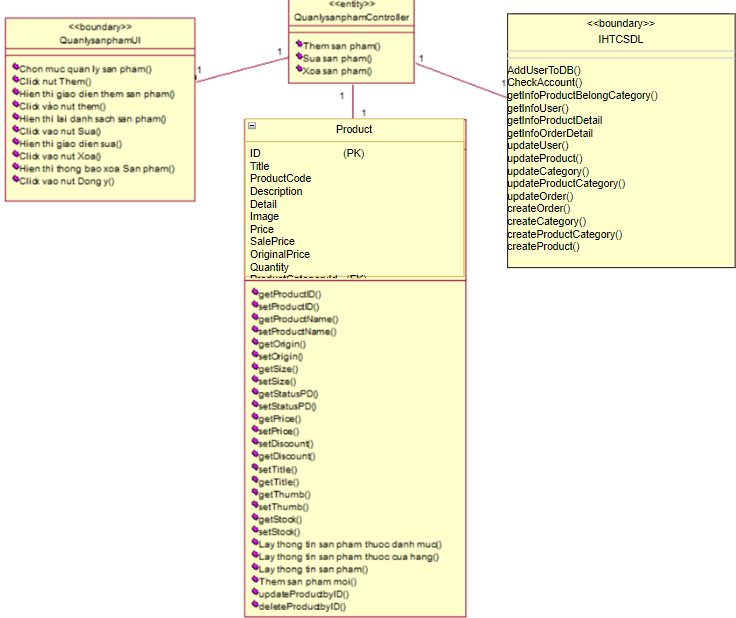 <<boundary>>
QuanlysanphamUI
Chon muc quan ly san pham()
Click nut Them()
Hien thi giao dien them san pham()
Click vào nut them()
Hien thi lai danh sach san pham()
Click vao nut Sua()
Hien thi giao dien sua()
Click vao nut Xoa()
Hien thi thong bao xoa San pham()
Click vao nut Dong y()
1
1
<<entity>>
QuanlysanphamController
Them san pham()
Sua san pham()
Xoa san pham()
1
1
1
1
<<boundary>>
IHTCSDL
AddUserToDB()
CheckAccount()
getInfoProductBelongCategory()
getInfoUser()
getInfoProductDetail
getInfoOrderDetail
updateUser()
updateProduct()
updateCategory()
updateProductCategory()
updateOrder()
createOrder()
createCategory()
createProductCategory()
createProduct()
Product
ID (PK)
Title
ProductCode
Description
Detail
Image
Price
SalePrice
OriginalPrice
Quantity
ProductCategoryId (FK)
getProductID()
setProductID()
getProductName()
setProductName()
getOrigin()
setOrigin()
getSize()
setSize()
getStatusPD()
setStatusPD()
getPrice()
setPrice()
setDiscount()
getDiscount()
setTitle()
getTitle()
getThumb()
setThumb()
getStock()
setStock()
Lay thong tin san pham thuoc danh muc()
Lay thong tin san pham thuoc cua hang()
Lay thong tin san pham()
Them san pham moi()
updateProductbyID()
deleteProductbyID()